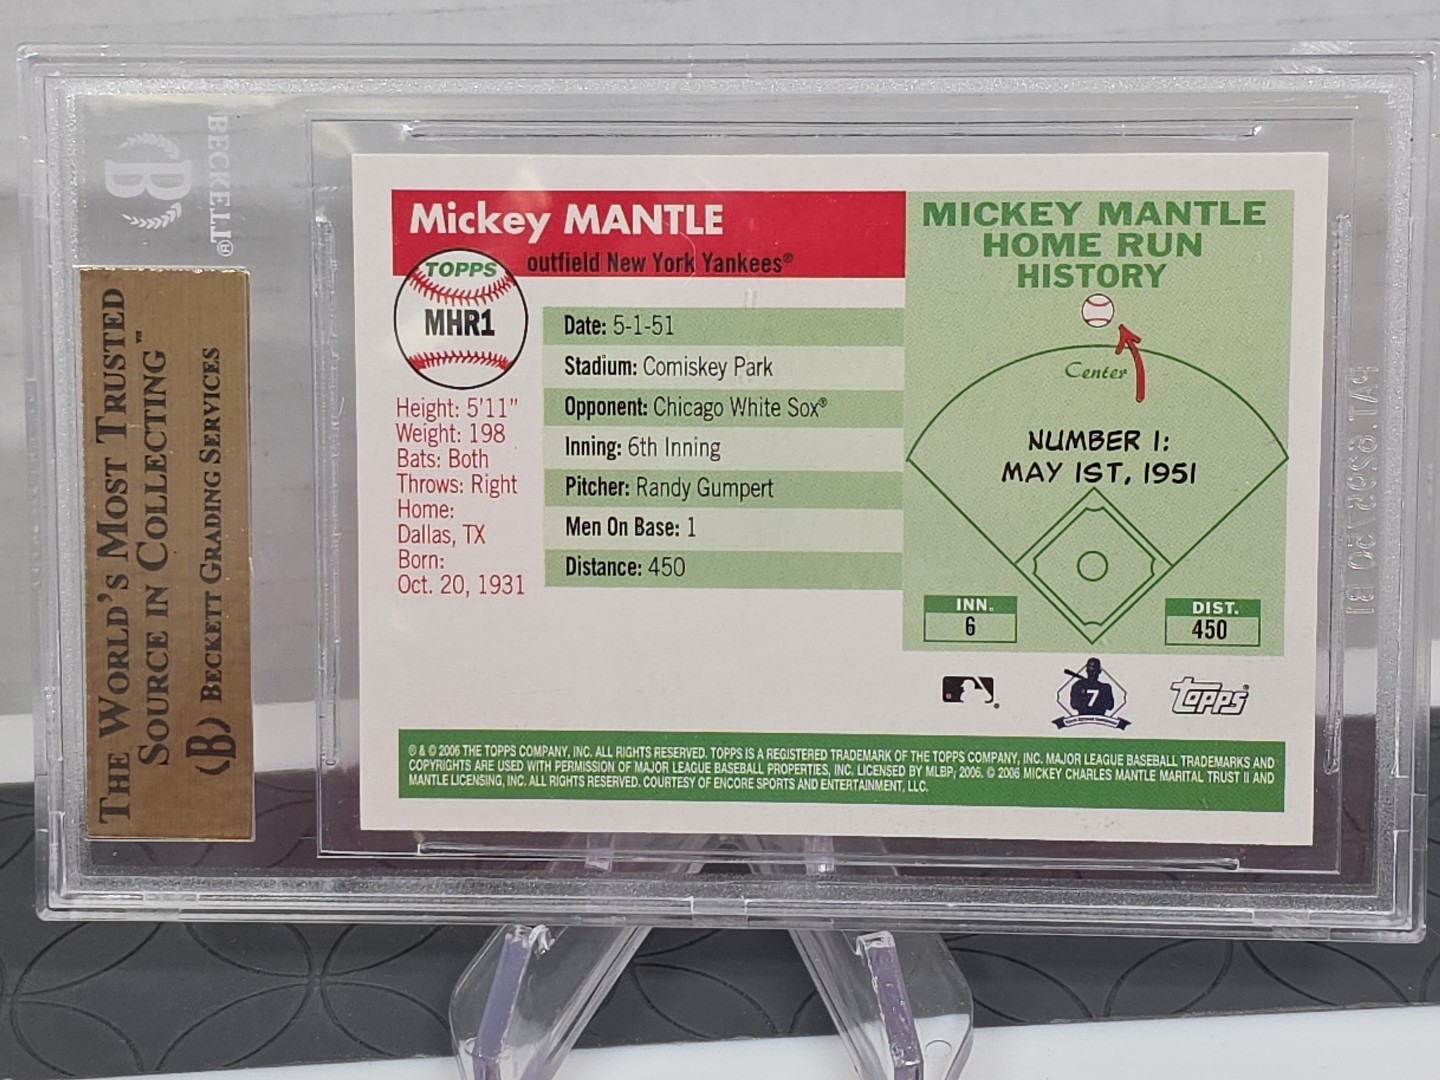 BECKETT®
B
THE WORLD'S MOST TRUSTED
SOURCE IN COLLECTING™
(B) BECKETT GRADING SERVICES
Mickey MANTLE
outfield New York Yankees®
TOPPS
MHR1
Height: 5'11"
Weight: 198
Bats: Both
Throws: Right
Home:
Dallas, TX
Born:
Oct. 20, 1931
Date: 5-1-51
Stadium: Comiskey Park
Opponent: Chicago White Sox®
Inning: 6th Inning
Pitcher: Randy Gumpert
Men On Base: 1
Distance: 450
MICKEY MANTLE
HOME RUN
HISTORY
Center
NUMBER 1:
MAY 1ST, 1951
INN.
6
DIST.
450
7
Topps®
® & © 2006 THE TOPPS COMPANY, INC. ALL RIGHTS RESERVED. TOPPS IS A REGISTERED TRADEMARK OF THE TOPPS COMPANY, INC. MAJOR LEAGUE BASEBALL TRADEMARKS AND
COPYRIGHTS ARE USED WITH PERMISSION OF MAJOR LEAGUE BASEBALL PROPERTIES, INC. LICENSED BY MLBP, 2006. © 2006 MICKEY CHARLES MANTLE MARITAL TRUST II AND
MANTLE LICENSING, INC. ALL RIGHTS RESERVED. COURTESY OF ENCORE SPORTS AND ENTERTAINMENT, LLC.